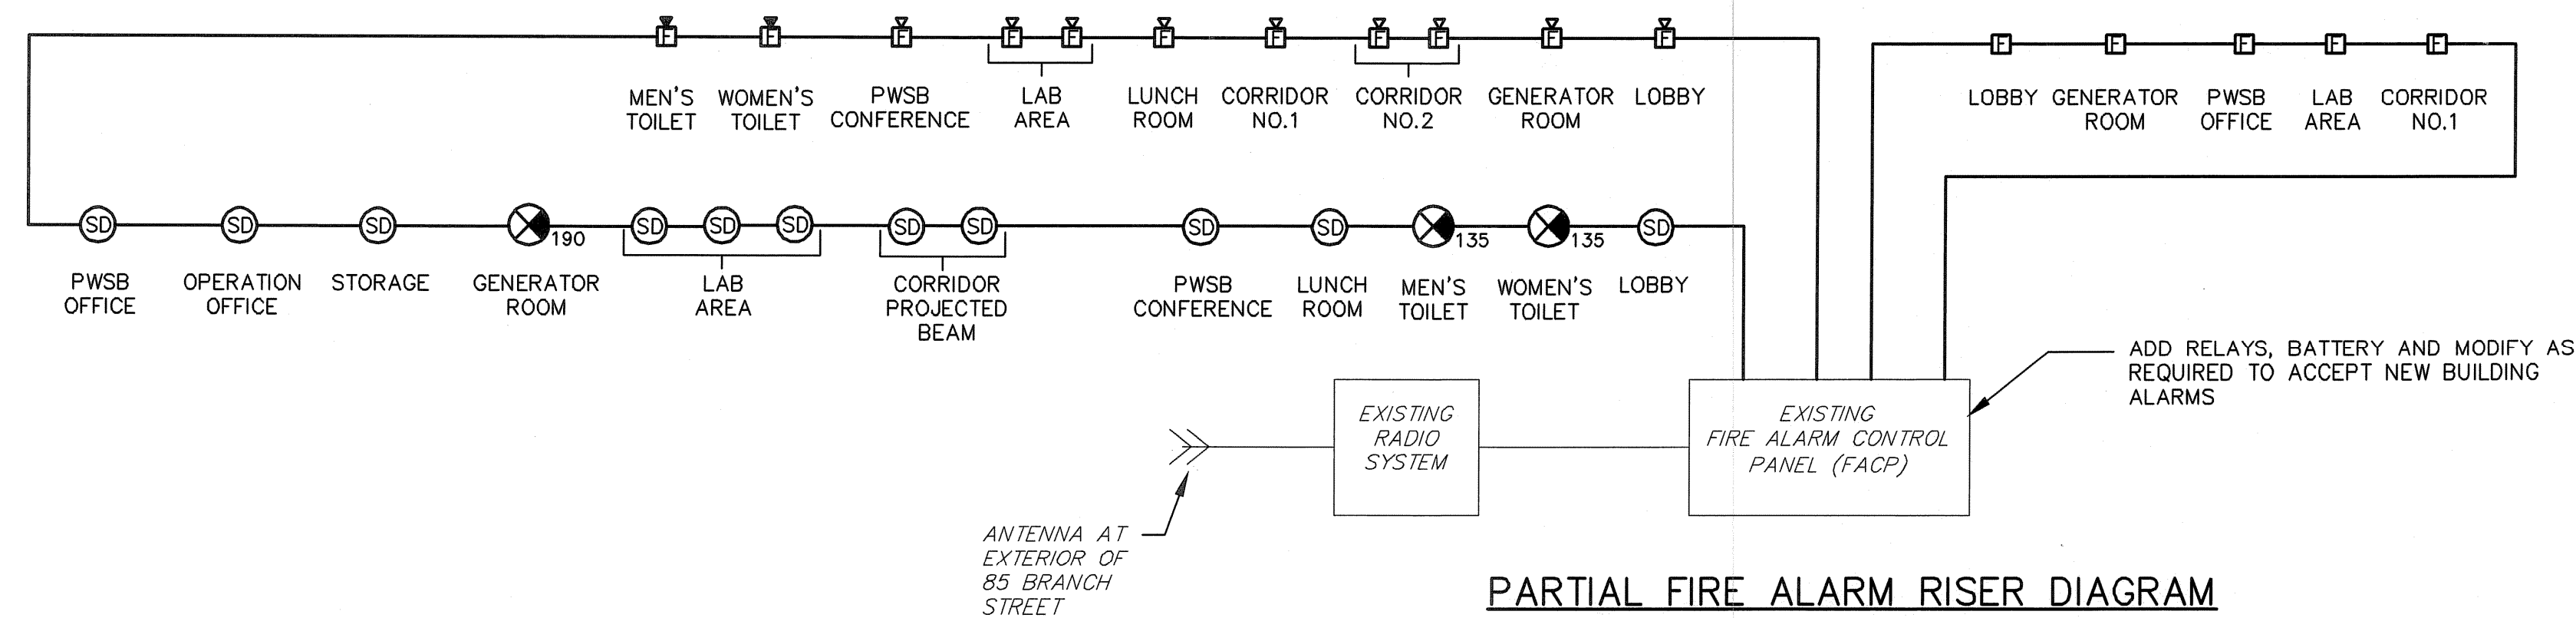 F F F F F F F F F F F
MEN'S
TOILET
WOMEN'S
TOILET
PWSB
CONFERENCE
LAB
AREA
LUNCH
ROOM
CORRIDOR
NO.1
CORRIDOR
NO.2
GENERATOR
ROOM
LOBBY
F F F F F
LOBBY
GENERATOR
ROOM
PWSB
OFFICE
LAB
AREA
CORRIDOR
NO.1
SD SD SD 190 SD SD SD SD SD SD SD 135 135 SD
PWSB
OFFICE
OPERATION
OFFICE
STORAGE
GENERATOR
ROOM
LAB
AREA
CORRIDOR
PROJECTED
BEAM
PWSB
CONFERENCE
LUNCH
ROOM
MEN'S
TOILET
WOMEN'S
TOILET
LOBBY
ADD RELAYS, BATTERY AND MODIFY AS
REQUIRED TO ACCEPT NEW BUILDING
ALARMS
EXISTING
RADIO
SYSTEM
EXISTING
FIRE ALARM CONTROL
PANEL (FACP)
ANTENNA AT
EXTERIOR OF
85 BRANCH
STREET
PARTIAL FIRE ALARM RISER DIAGRAM